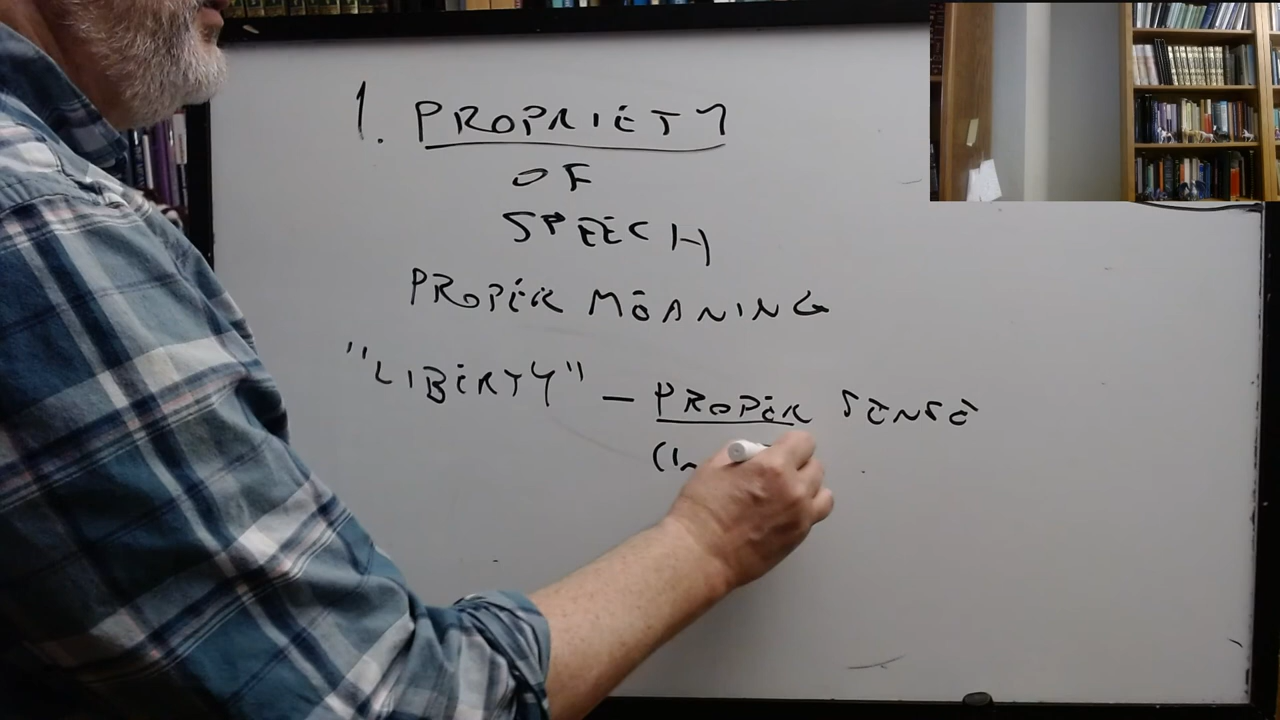 1. PROPRIETY
OF
SPEECH
PROPER MEANING
"LIBERTY" — PROPER SENSE